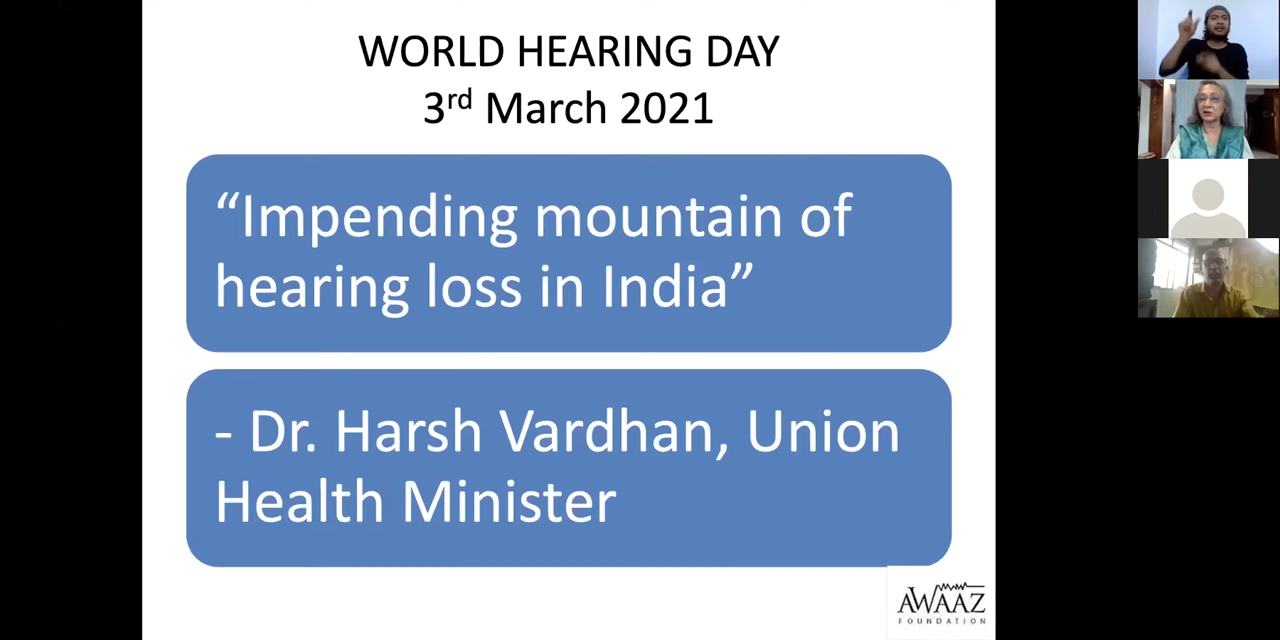 WORLD HEARING DAY
3rd March 2021
“Impending mountain of
hearing loss in India”
- Dr. Harsh Vardhan, Union
Health Minister
AWAAZ
FOUNDATION